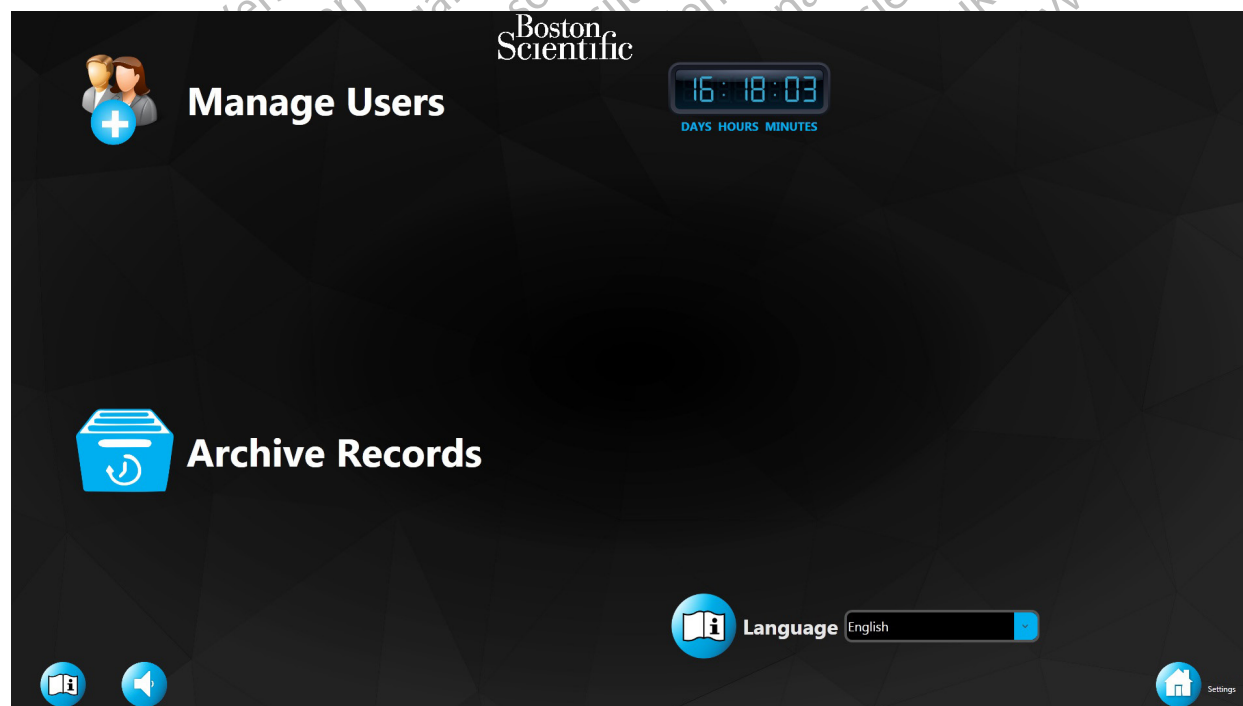 Boston
Scientific
Manage Users
16:18:03
DAYS HOURS MINUTES
Archive Records
Language English
Settings